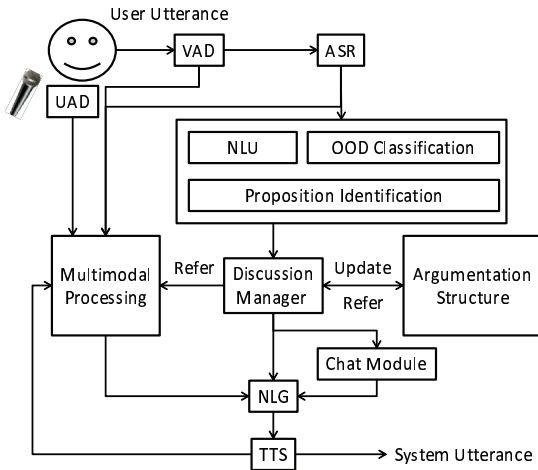 User Utterance
VAD
ASR
UAD
NLU
OOD Classification
Proposition Identification
Multimodal
Processing
Refer
Discussion
Manager
Update
Refer
Argumentation
Structure
Chat Module
NLG
TTS
System Utterance